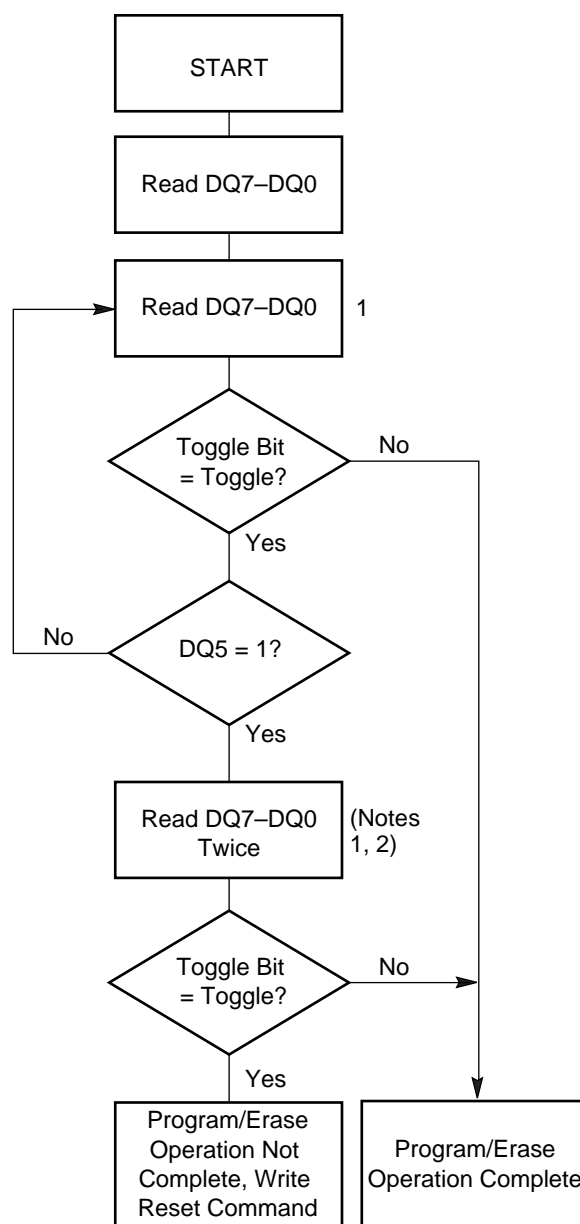 START
Read DQ7–DQ0
Read DQ7–DQ0
1
Toggle Bit
= Toggle?
No
Yes
No
DQ5 = 1?
Yes
Read DQ7–DQ0
Twice
(Notes
1, 2)
Toggle Bit
= Toggle?
No
Yes
Program/Erase
Operation Not
Complete, Write
Reset Command
Program/Erase
Operation Complete